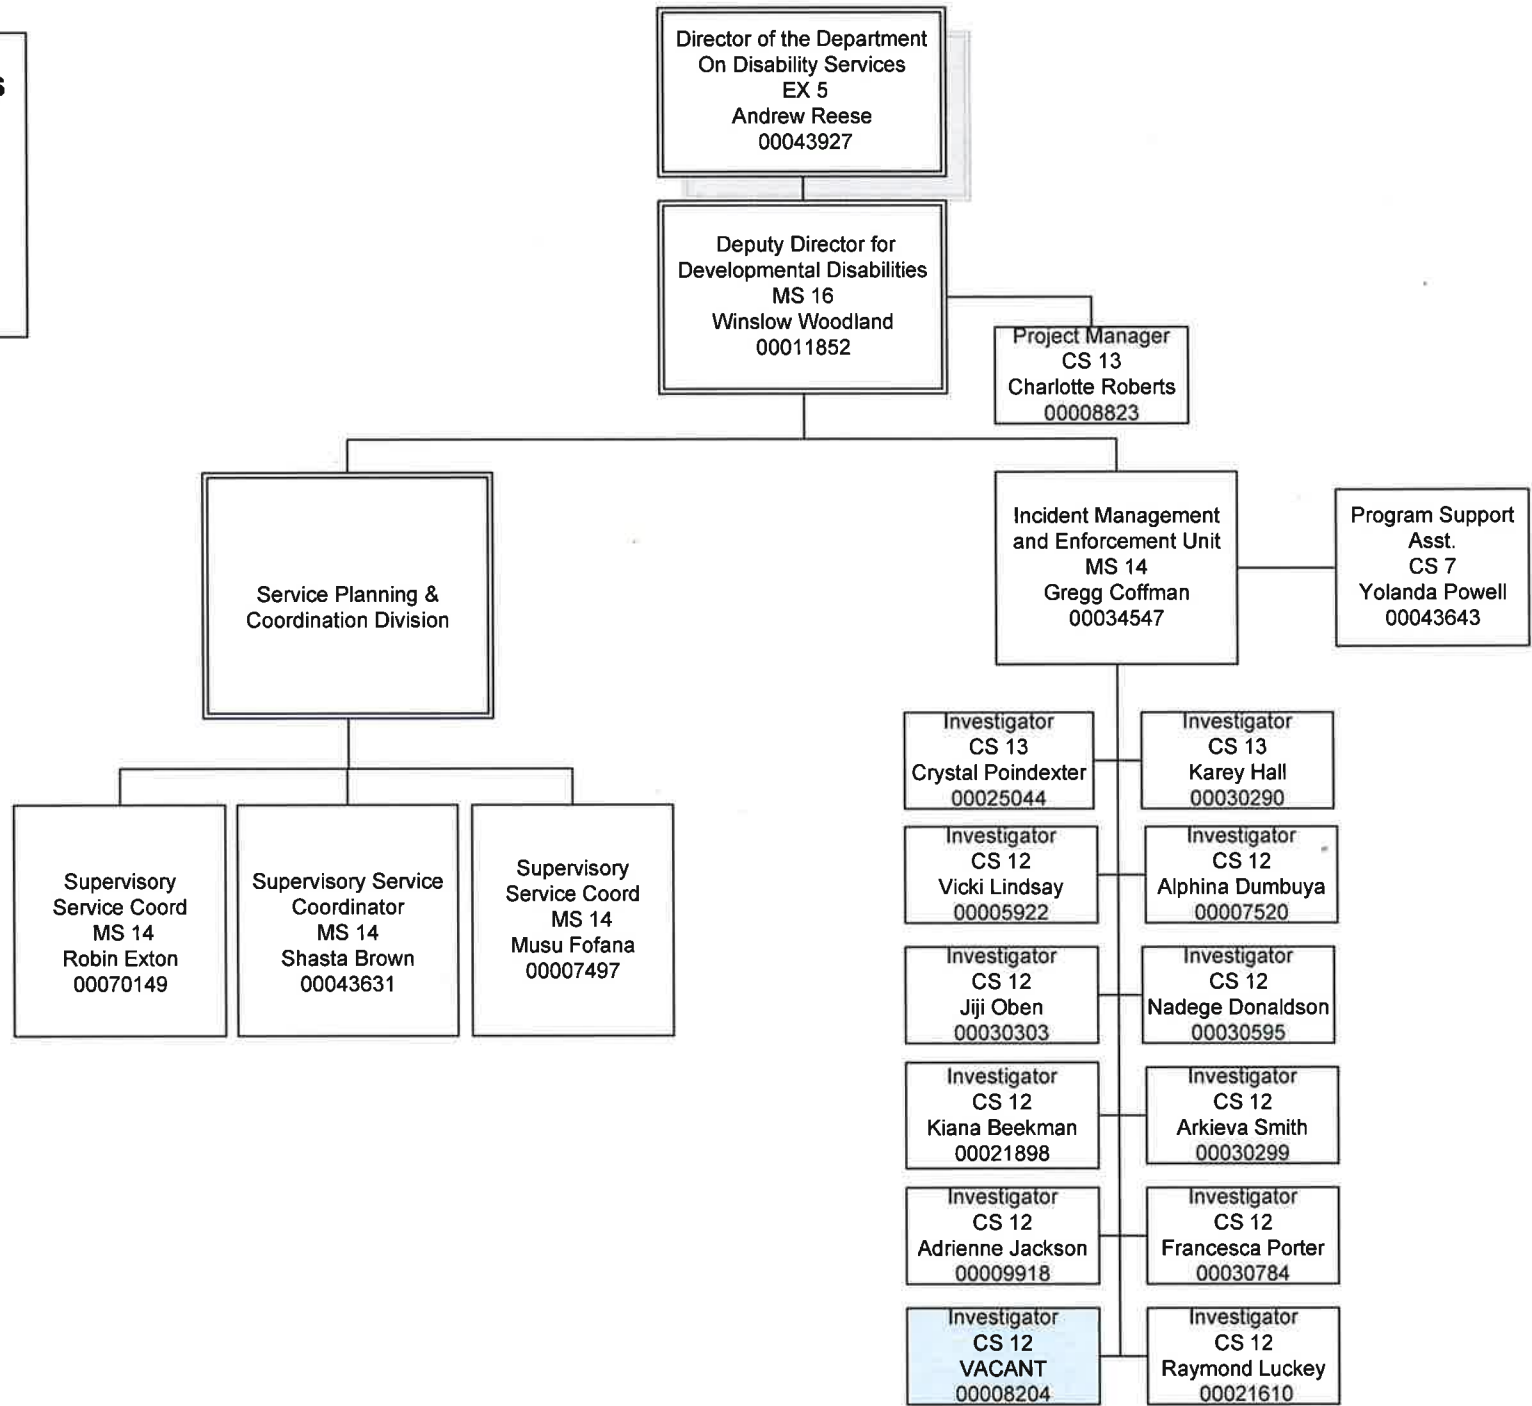 s
Director of the Department
On Disability Services
EX 5
Andrew Reese
00043927
Deputy Director for
Developmental Disabilities
MS 16
Winslow Woodland
00011852
Project Manager
CS 13
Charlotte Roberts
00008823
Service Planning &
Coordination Division
Incident Management
and Enforcement Unit
MS 14
Gregg Coffman
00034547
Program Support
Asst.
CS 7
Yolanda Powell
00043643
Supervisory
Service Coord
MS 14
Robin Exton
00070149
Supervisory Service
Coordinator
MS 14
Shasta Brown
00043631
Supervisory
Service Coord
MS 14
Musu Fofana
00007497
Investigator
CS 13
Crystal Poindexter
00025044
Investigator
CS 13
Karey Hall
00030290
Investigator
CS 12
Vicki Lindsay
00005922
Investigator
CS 12
Alphina Dumbuya
00007520
Investigator
CS 12
Jiji Oben
00030303
Investigator
CS 12
Nadege Donaldson
00030595
Investigator
CS 12
Kiana Beekman
00021898
Investigator
CS 12
Arkieva Smith
00030299
Investigator
CS 12
Adrienne Jackson
00009918
Investigator
CS 12
Francesca Porter
00030784
Investigator
CS 12
VACANT
00008204
Investigator
CS 12
Raymond Luckey
00021610